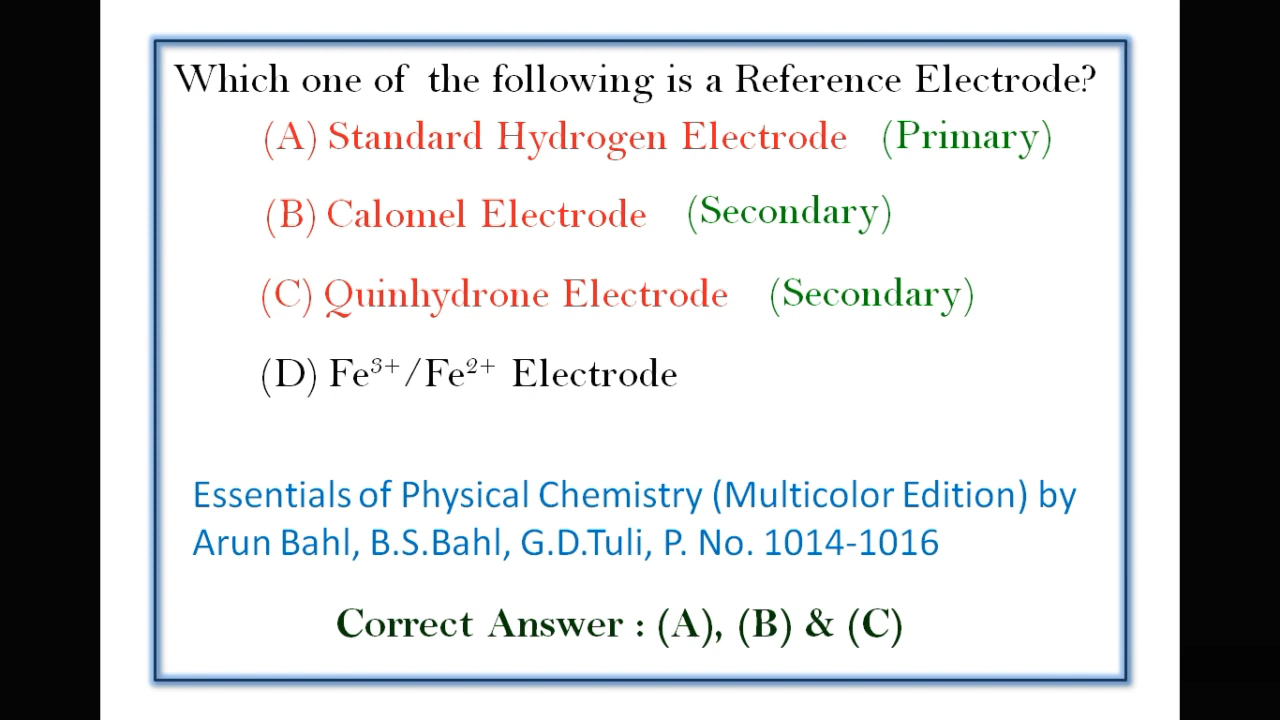 Which one of the following is a Reference Electrode?
(A) Standard Hydrogen Electrode (Primary)
(B) Calomel Electrode (Secondary)
(C) Quinhydrone Electrode (Secondary)
(D) Fe³⁺/Fe²⁺ Electrode
Essentials of Physical Chemistry (Multicolor Edition) by
Arun Bahl, B.S.Bahl, G.D.Tuli, P. No. 1014-1016
Correct Answer : (A), (B) & (C)